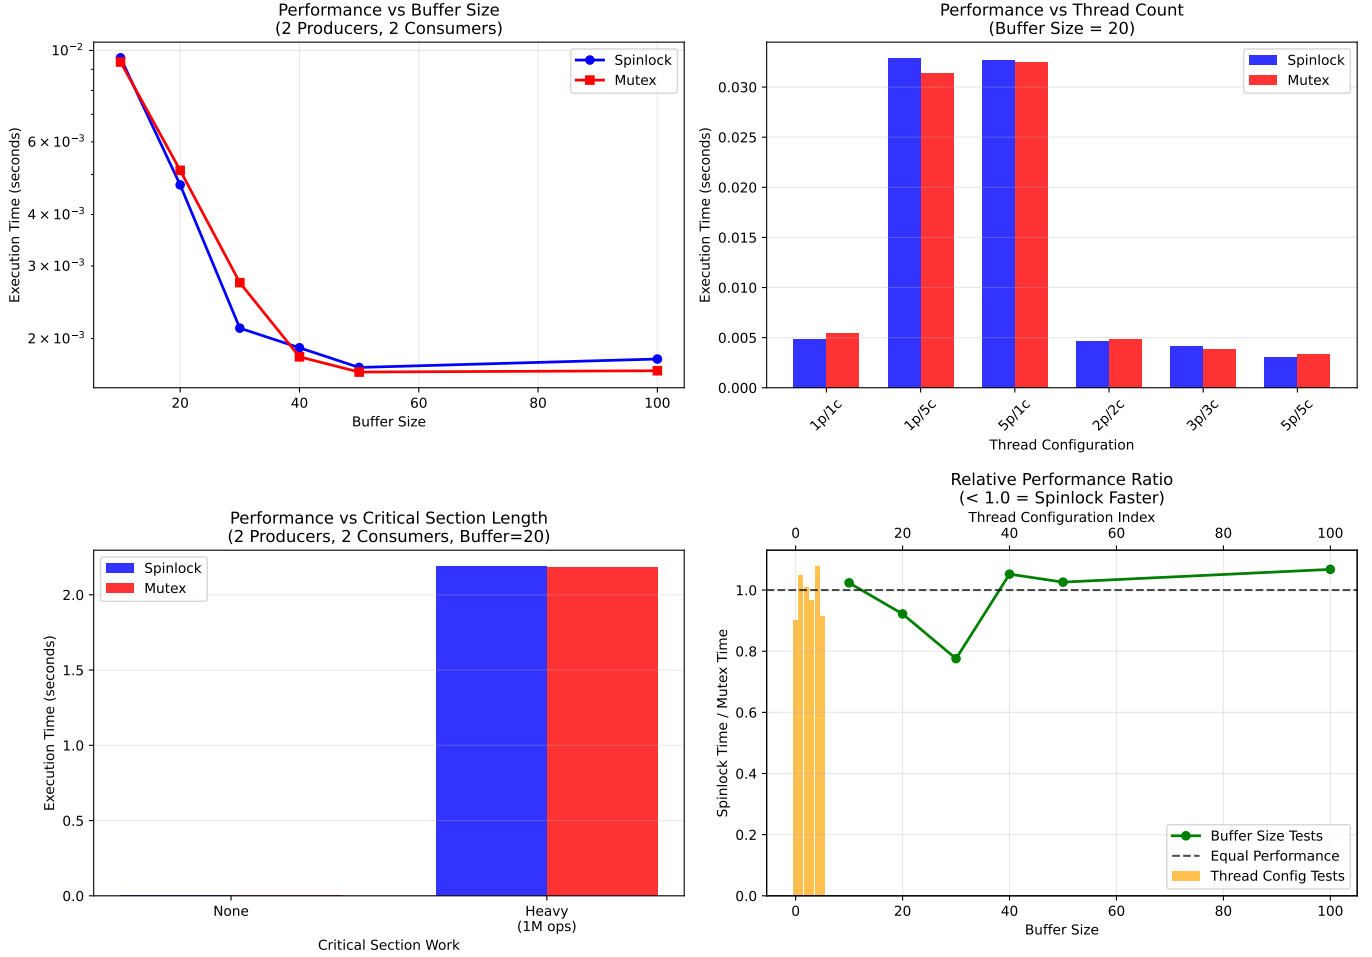 Performance vs Buffer Size
(2 Producers, 2 Consumers)
Execution Time (seconds)
10⁻²
6 × 10⁻³
4 × 10⁻³
3 × 10⁻³
2 × 10⁻³
Spinlock
Mutex
20 40 60 80 100
Buffer Size
Performance vs Thread Count
(Buffer Size = 20)
Execution Time (seconds)
0.030
0.025
0.020
0.015
0.010
0.005
0.000
Spinlock
Mutex
1p/1c 1p/5c 5p/1c 2p/2c 3p/3c 5p/5c
Thread Configuration
Performance vs Critical Section Length
(2 Producers, 2 Consumers, Buffer=20)
Execution Time (seconds)
2.0
1.5
1.0
0.5
0.0
Spinlock
Mutex
None Heavy
(1M ops)
Critical Section Work
Relative Performance Ratio
(< 1.0 = Spinlock Faster)
Thread Configuration Index
0 20 40 60 80 100
Spinlock Time / Mutex Time
1.0
0.8
0.6
0.4
0.2
0.0
Buffer Size Tests
Equal Performance
Thread Config Tests
0 20 40 60 80 100
Buffer Size